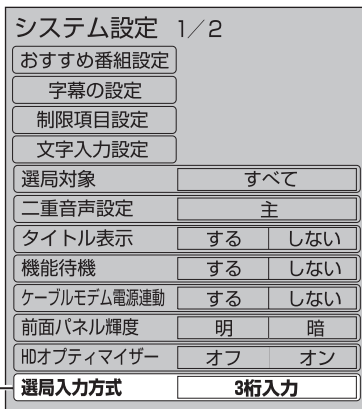 システム設定 1／2
おすすめ番組設定
字幕の設定
制限項目設定
文字入力設定
選局対象 すべて
二重音声設定 主
タイトル表示 する しない
機能待機 する しない
ケーブルモデム電源連動 する しない
前面パネル輝度 明 暗
HDオプティマイザー オフ オン
選局入力方式 3桁入力